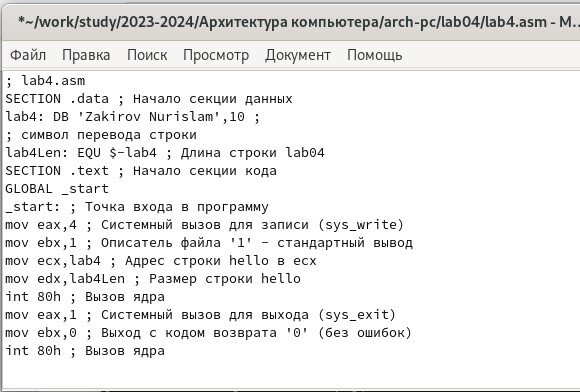 *~/work/study/2023-2024/Архитектура компьютера/arch-pc/lab04/lab4.asm - M...
Файл Правка Поиск Просмотр Документ Помощь
; lab4.asm
SECTION .data ; Начало секции данных
lab4: DB 'Zakirov Nurislam',10 ;
; символ перевода строки
lab4Len: EQU $-lab4 ; Длина строки lab04
SECTION .text ; Начало секции кода
GLOBAL _start
_start: ; Точка входа в программу
mov eax,4 ; Системный вызов для записи (sys_write)
mov ebx,1 ; Описатель файла '1' - стандартный вывод
mov ecx,lab4 ; Адрес строки hello в ecx
mov edx,lab4Len ; Размер строки hello
int 80h ; Вызов ядра
mov eax,1 ; Системный вызов для выхода (sys_exit)
mov ebx,0 ; Выход с кодом возврата '0' (без ошибок)
int 80h ; Вызов ядра